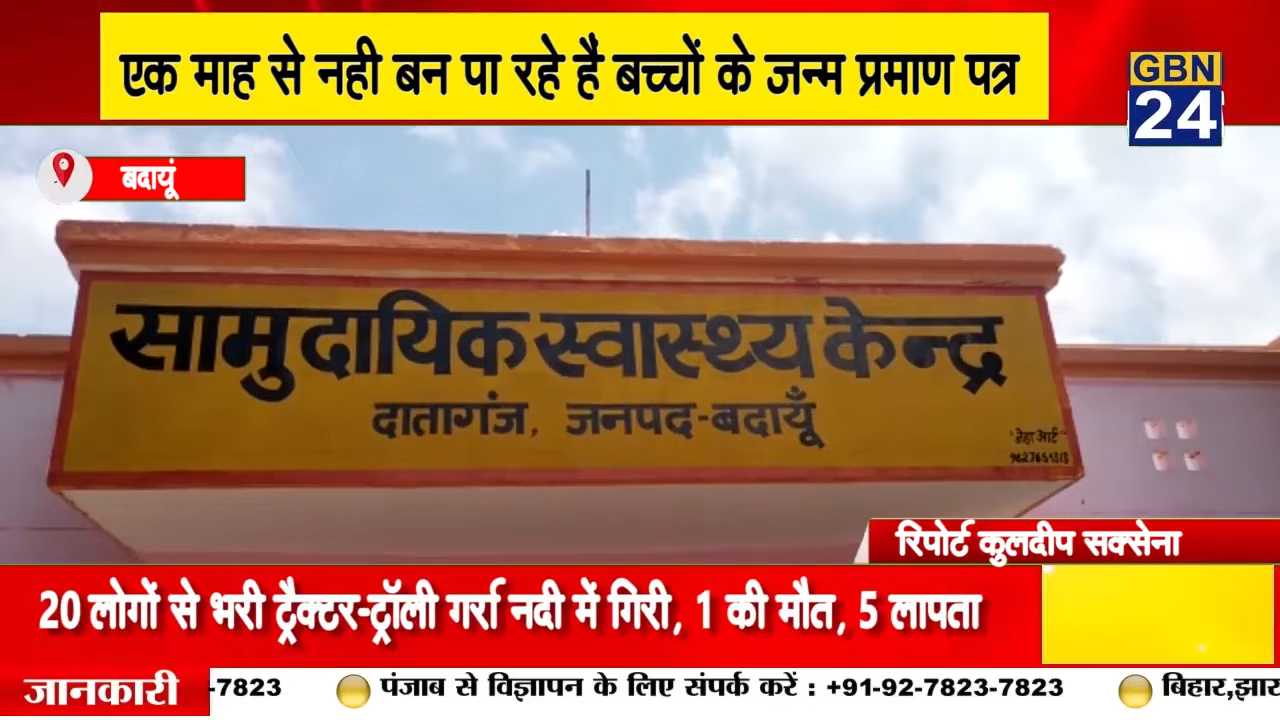 एक माह से नही बन पा रहे हैं बच्चों के जन्म प्रमाण पत्र
GBN
24
बदायूं
सामुदायिक स्वास्थ्य केन्द्र
दातागंज, जनपद-बदायूँ
नेहा आर्ट
रिपोर्ट कुलदीप सक्सेना
20 लोगों से भरी ट्रैक्टर-ट्रॉली गर्रा नदी में गिरी, 1 की मौत, 5 लापता
जानकारी -7823 पंजाब से विज्ञापन के लिए संपर्क करें : +91-92-7823-7823 बिहार,झार